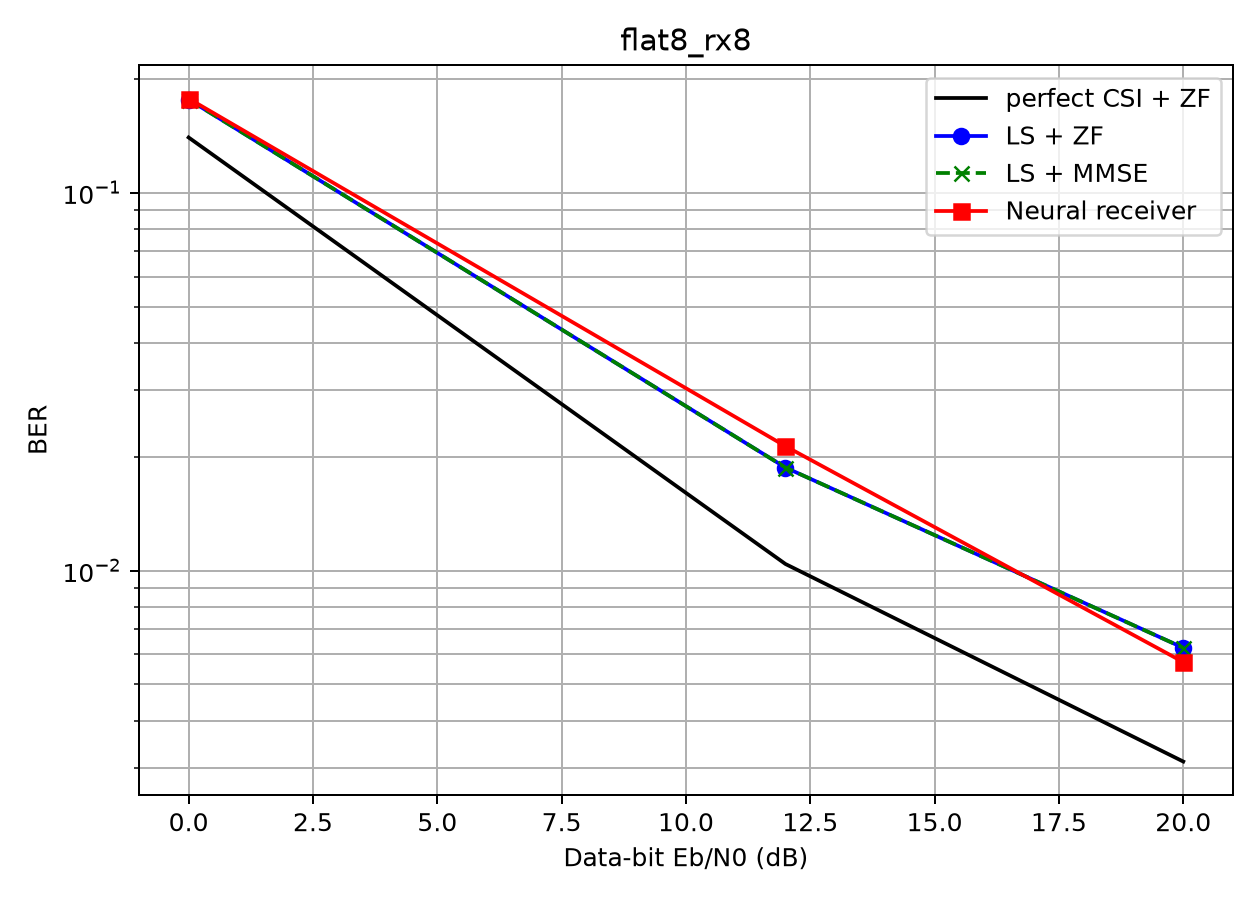 flat8_rx8
perfect CSI + ZF
LS + ZF
LS + MMSE
Neural receiver
10⁻¹
10⁻²
BER
0.0 2.5 5.0 7.5 10.0 12.5 15.0 17.5 20.0
Data-bit Eb/N0 (dB)